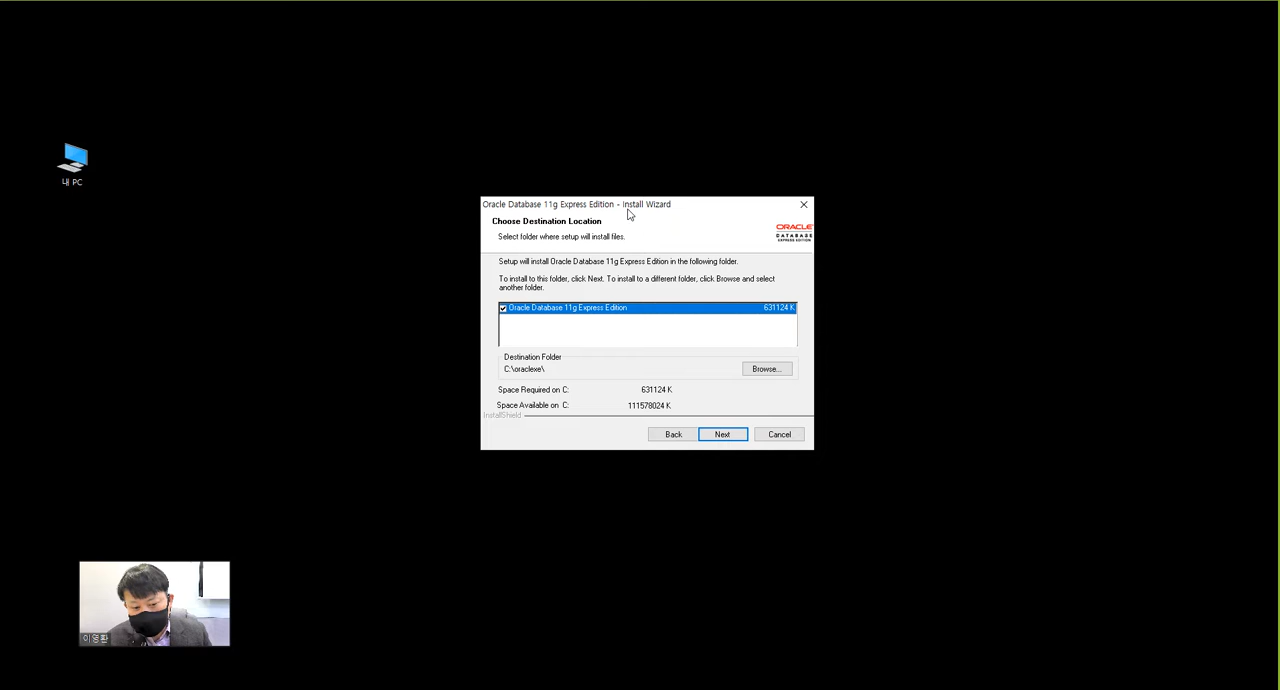 내 PC
Oracle Database 11g Express Edition - Install Wizard
Choose Destination Location
Select folder where setup will install files.
ORACLE
DATABASE
EXPRESS EDITION
Setup will install Oracle Database 11g Express Edition in the following folder.
To install to this folder, click Next. To install to a different folder, click Browse and select
another folder.
Oracle Database 11g Express Edition 631124 K
Destination Folder
C:\oraclexe\
Browse...
Space Required on C: 631124 K
Space Available on C: 111578024 K
InstallShield
Back
Next
Cancel